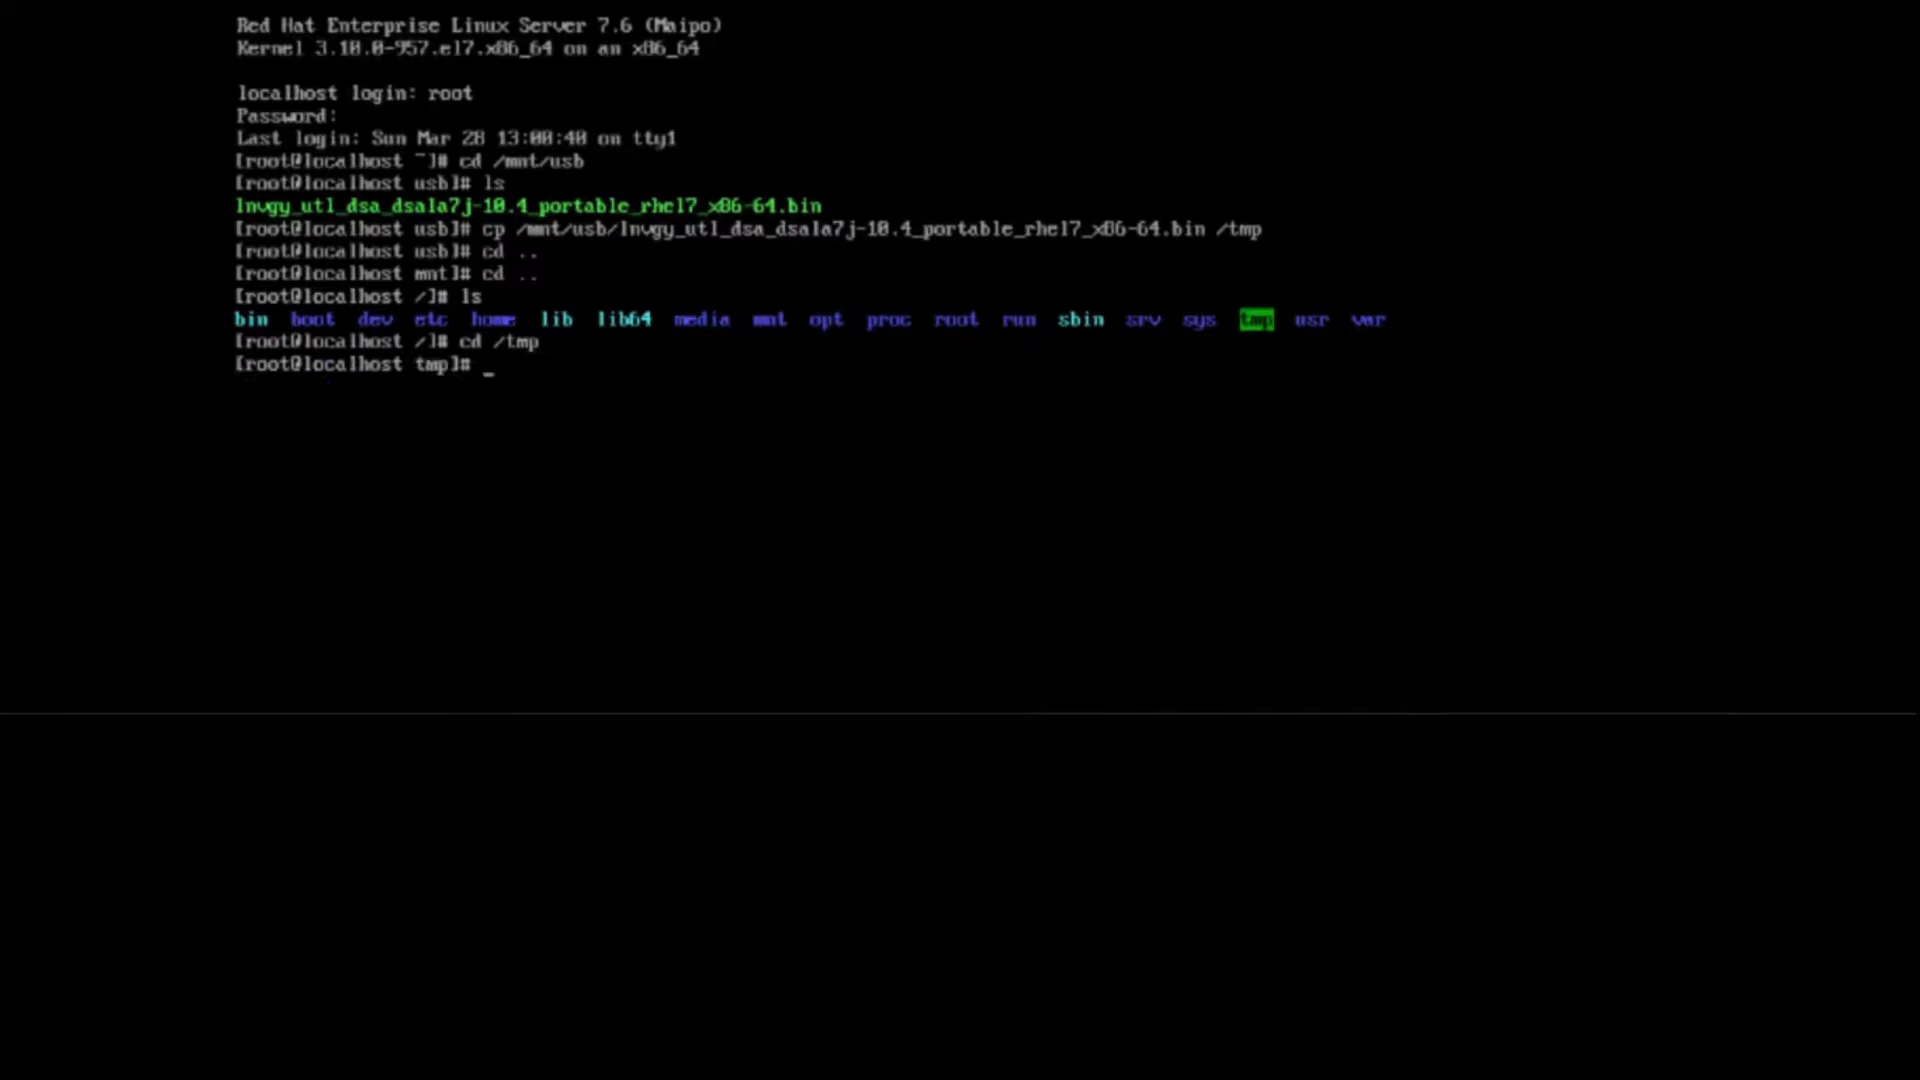 Red Hat Enterprise Linux Server 7.6 (Maipo)
Kernel 3.10.0-957.el7.x86_64 on an x86_64
localhost login: root
Password:
Last login: Sun Mar 28 13:00:40 on tty1
[root@localhost ~]# cd /mnt/usb
[root@localhost usb]# ls
lnvgy_utl_dsa_dsala7j-10.4_portable_rhel7_x86-64.bin
[root@localhost usb]# cp /mnt/usb/lnvgy_utl_dsa_dsala7j-10.4_portable_rhel7_x86-64.bin /tmp
[root@localhost usb]# cd ..
[root@localhost mnt]# cd ..
[root@localhost /]# ls
bin boot dev etc home lib lib64 media mnt opt proc root run sbin srv sys tmp usr var
[root@localhost /]# cd /tmp
[root@localhost tmp]# _